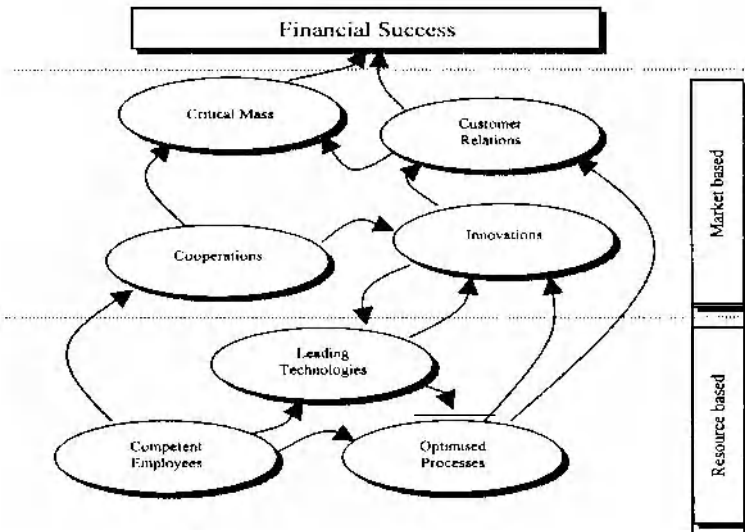 Financial Success
Critical Mass
Customer
Relations
Cooperations
Innovations
Leading
Technologies
Competent
Employees
Optimised
Processes
Market based
Resource based